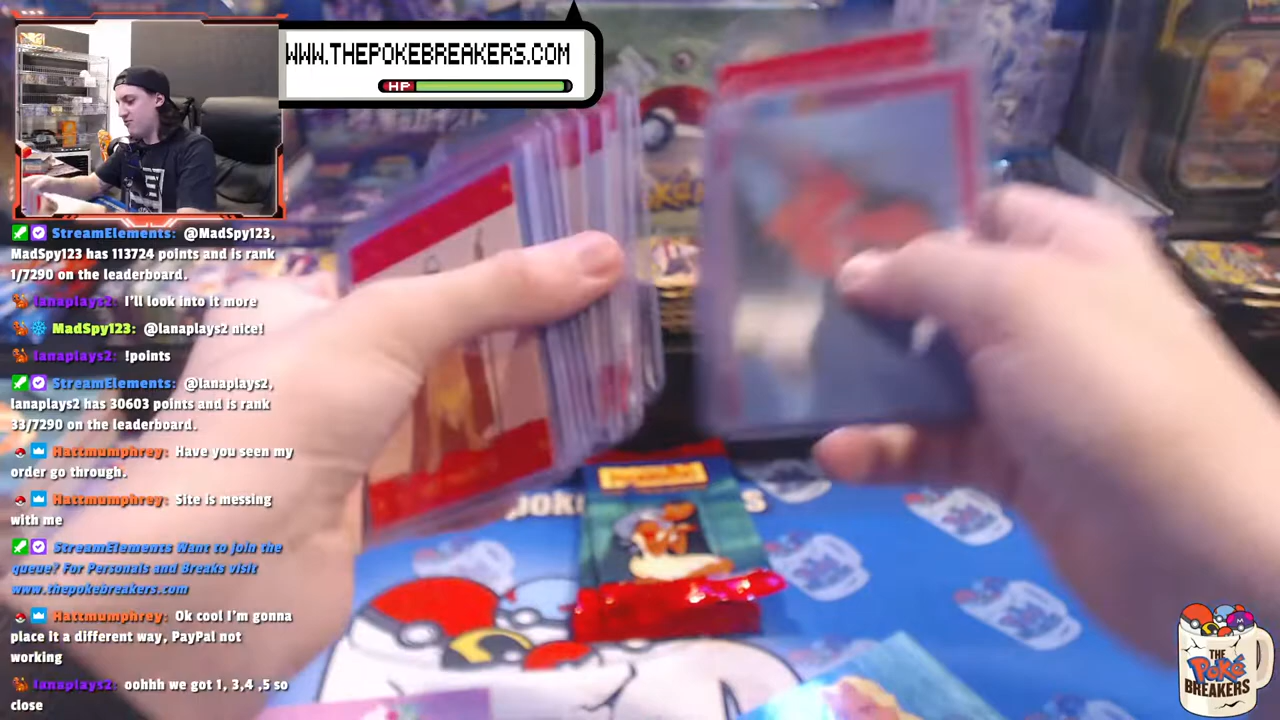 WWW.THEPOKEBREAKERS.COM
HP
StreamElements: @MadSpy123,
MadSpy123 has 113724 points and is rank
1/7290 on the leaderboard.
lanaplays2: I'll look into it more
MadSpy123: @lanaplays2 nice!
lanaplays2: !points
StreamElements: @lanaplays2,
lanaplays2 has 30603 points and is rank
33/7290 on the leaderboard.
Hattmumphrey: Have you seen my
order go through.
Hattmumphrey: Site is messing
with me
StreamElements Want to join the
queue? For Personals and Breaks visit
www.thepokebreakers.com
Hattmumphrey: Ok cool I'm gonna
place it a different way, PayPal not
working
lanaplays2: oohhh we got 1, 3,4 ,5 so
close
THE
Poké
BREAKERS